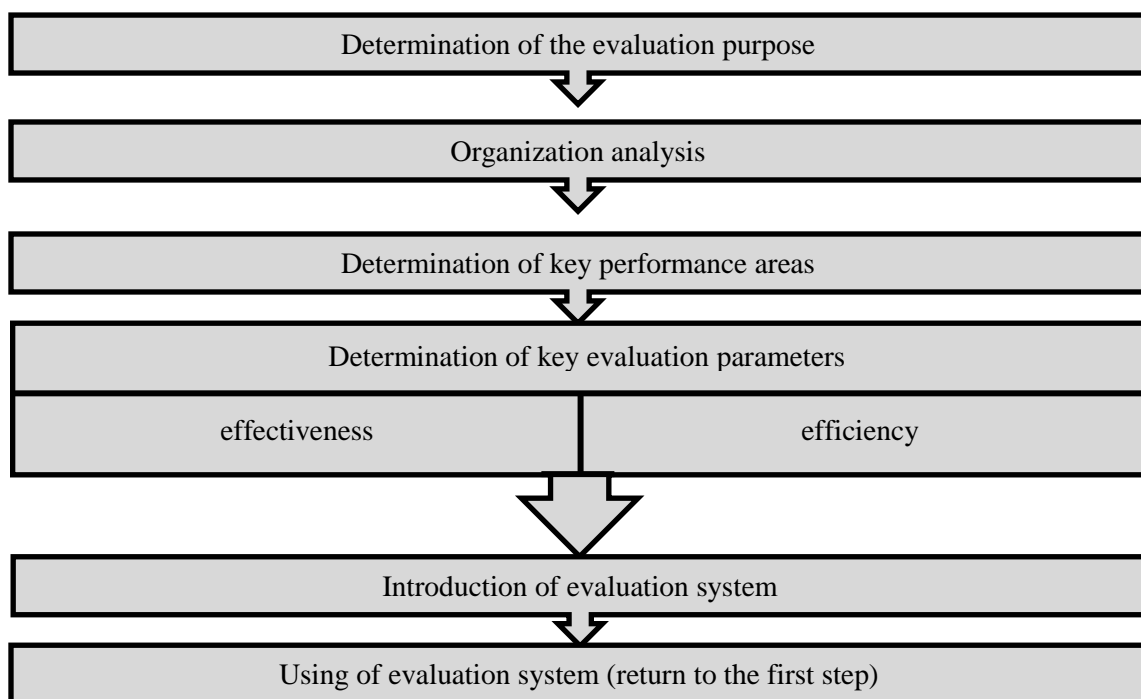 Determination of the evaluation purpose
Organization analysis
Determination of key performance areas
Determination of key evaluation parameters
effectiveness
efficiency
Introduction of evaluation system
Using of evaluation system (return to the first step)